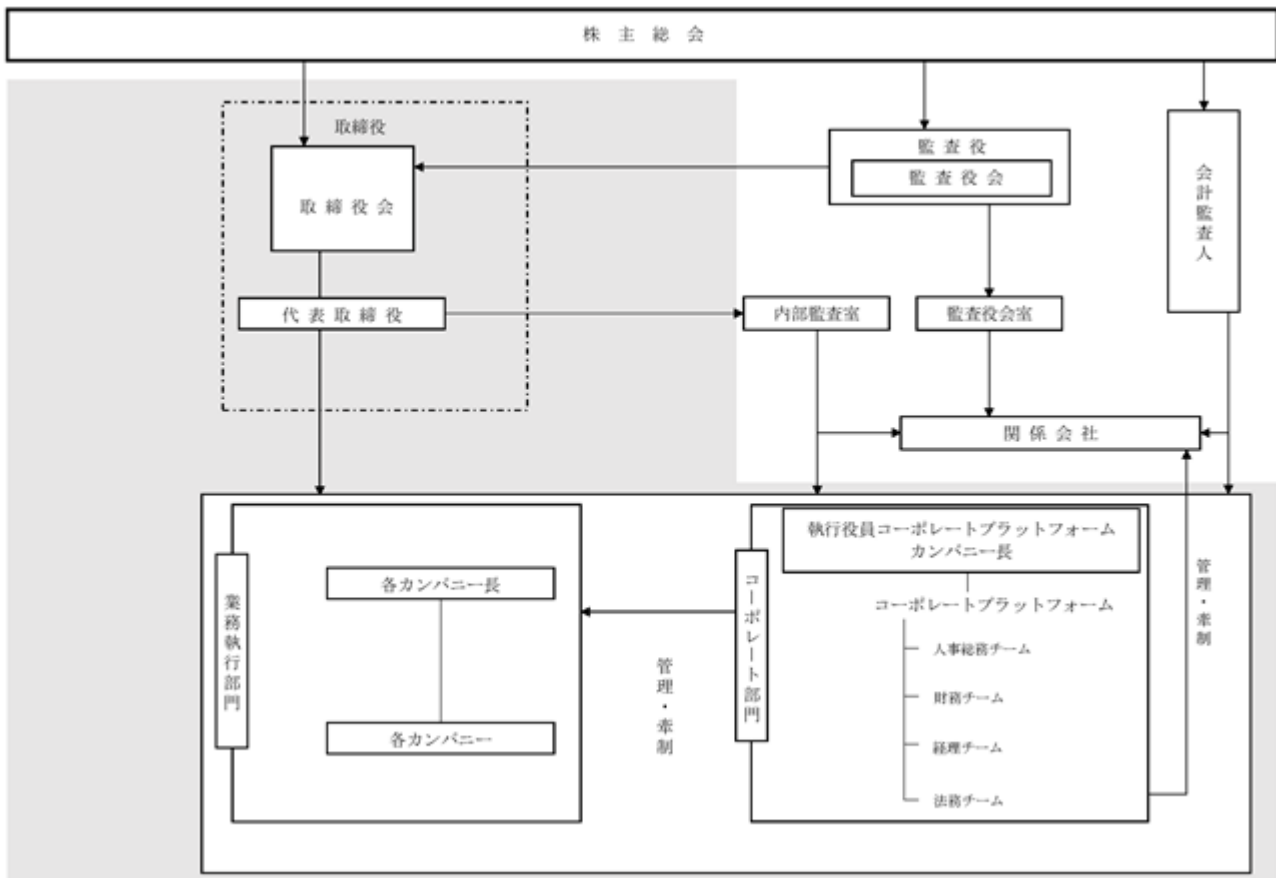 株主総会
取締役
取締役会
代表取締役
監査役
監査役会
会計監査人
内部監査室
監査役会室
関係会社
業務執行部門
各カンパニー長
各カンパニー
管理・牽制
コーポレート部門
執行役員コーポレートプラットフォーム
カンパニー長
コーポレートプラットフォーム
人事総務チーム
財務チーム
経理チーム
法務チーム
管理・牽制